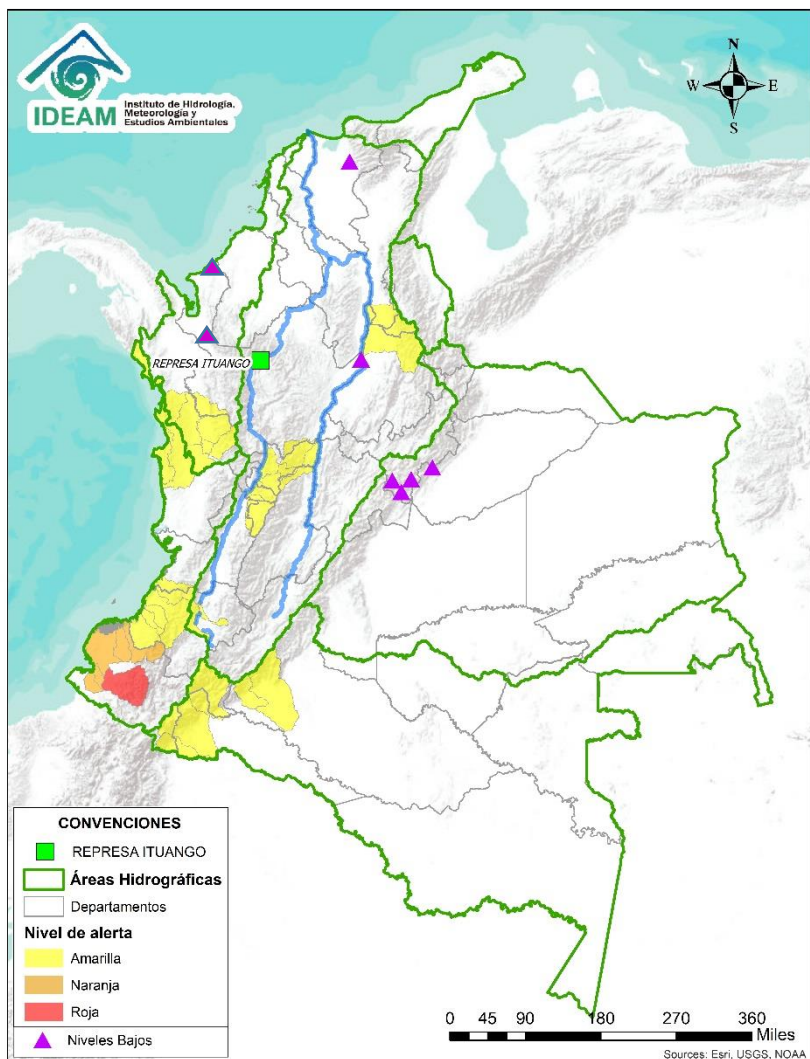 IDEAM
Instituto de Hidrología,
Meteorología y
Estudios Ambientales
N
W E
S
REPRESA ITUANGO
CONVENCIONES
REPRESA ITUANGO
Áreas Hidrográficas
Departamentos
Nivel de alerta
Amarilla
Naranja
Roja
Niveles Bajos
0 45 90 180 270 360
Miles
Sources: Esri, USGS, NOAA